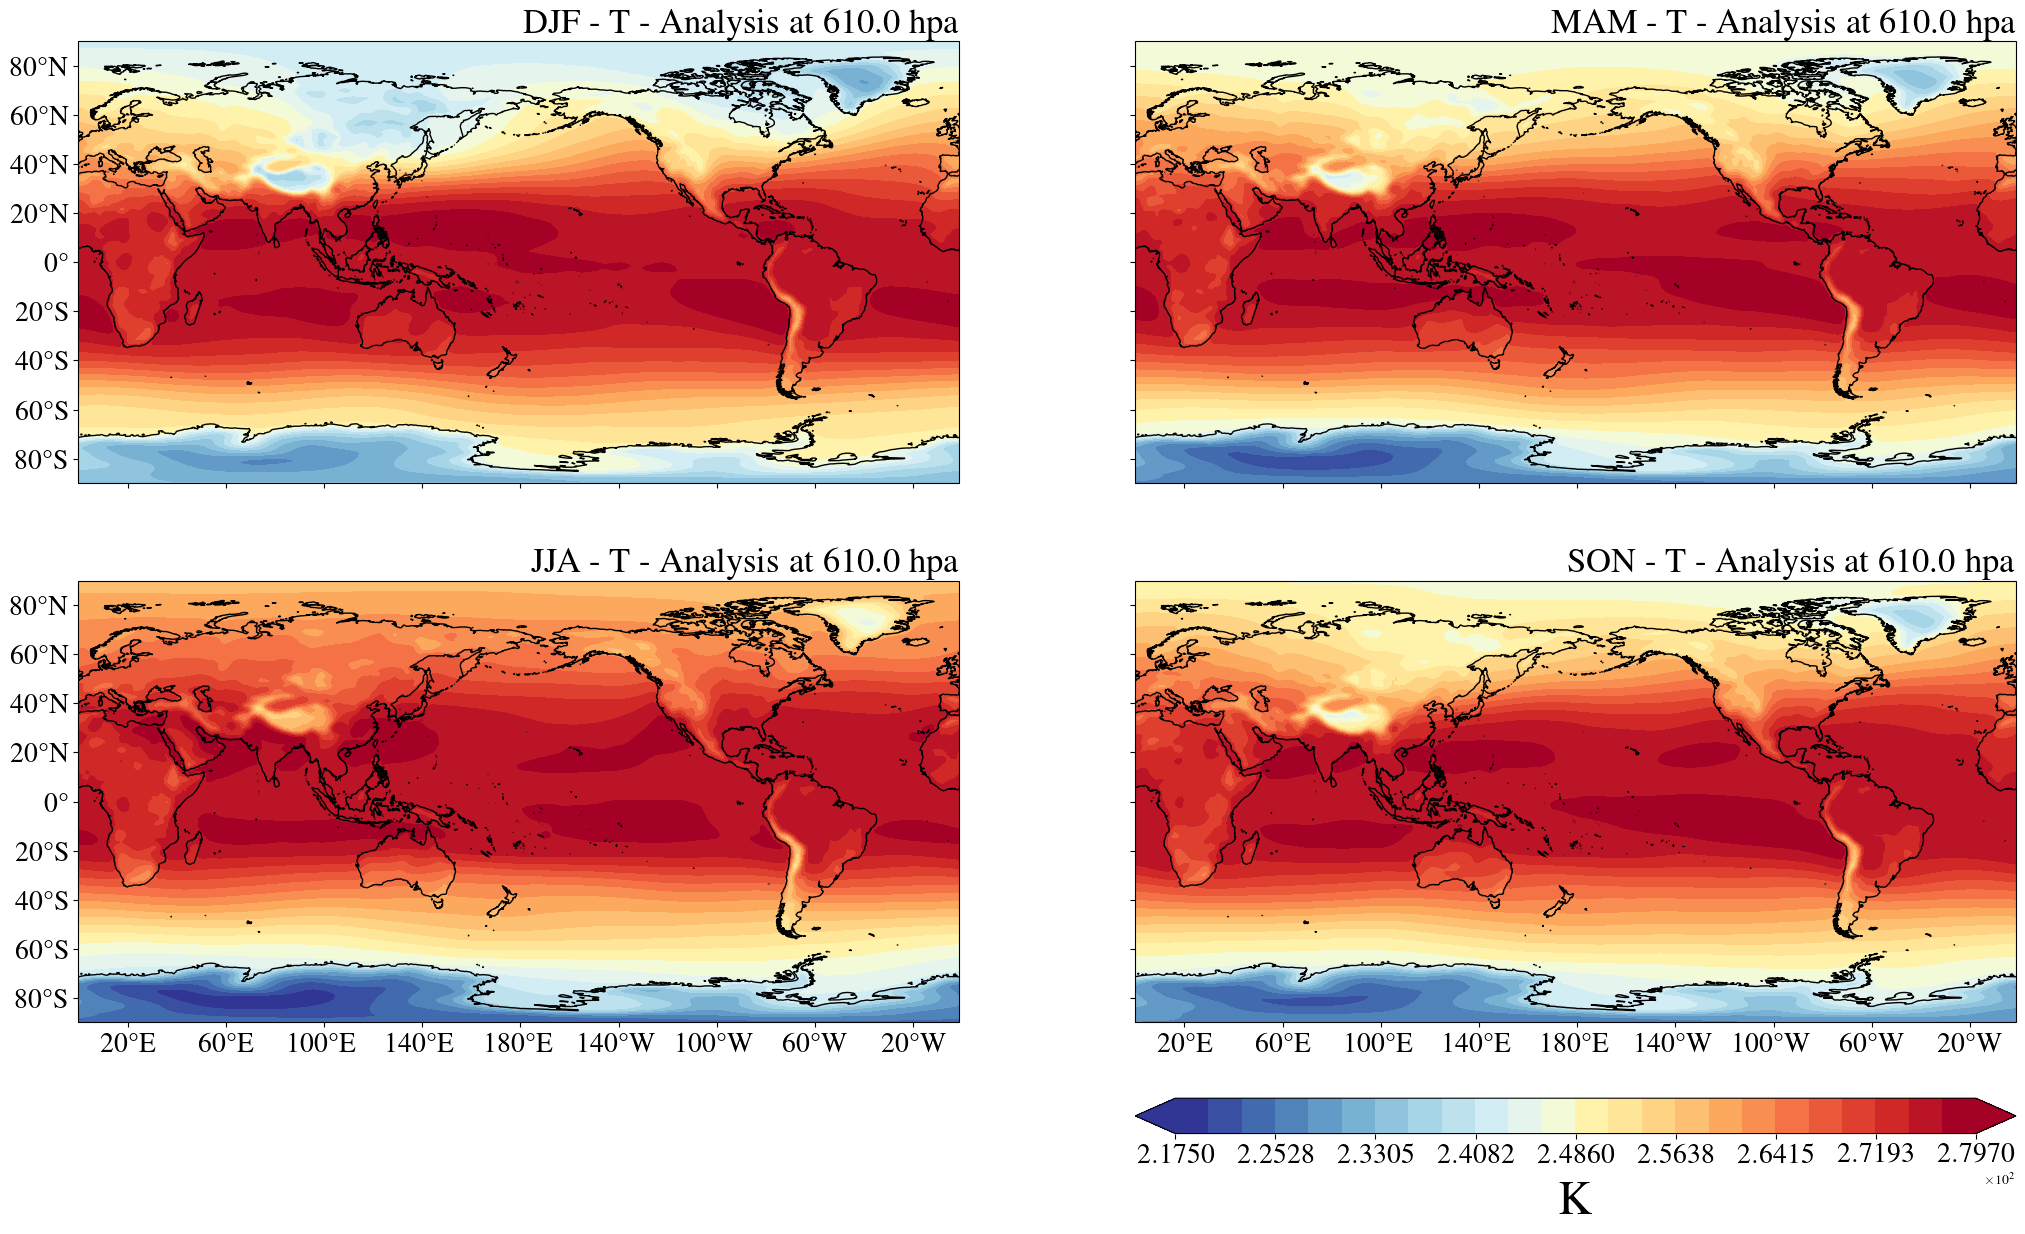 DJF - T - Analysis at 610.0 hpa
MAM - T - Analysis at 610.0 hpa
80°N
60°N
40°N
20°N
0°
20°S
40°S
60°S
80°S
JJA - T - Analysis at 610.0 hpa
SON - T - Analysis at 610.0 hpa
80°N
60°N
40°N
20°N
0°
20°S
40°S
60°S
80°S
20°E 60°E 100°E 140°E 180°E 140°W 100°W 60°W 20°W
20°E 60°E 100°E 140°E 180°E 140°W 100°W 60°W 20°W
2.1750 2.2528 2.3305 2.4082 2.4860 2.5638 2.6415 2.7193 2.7970
×10²
K